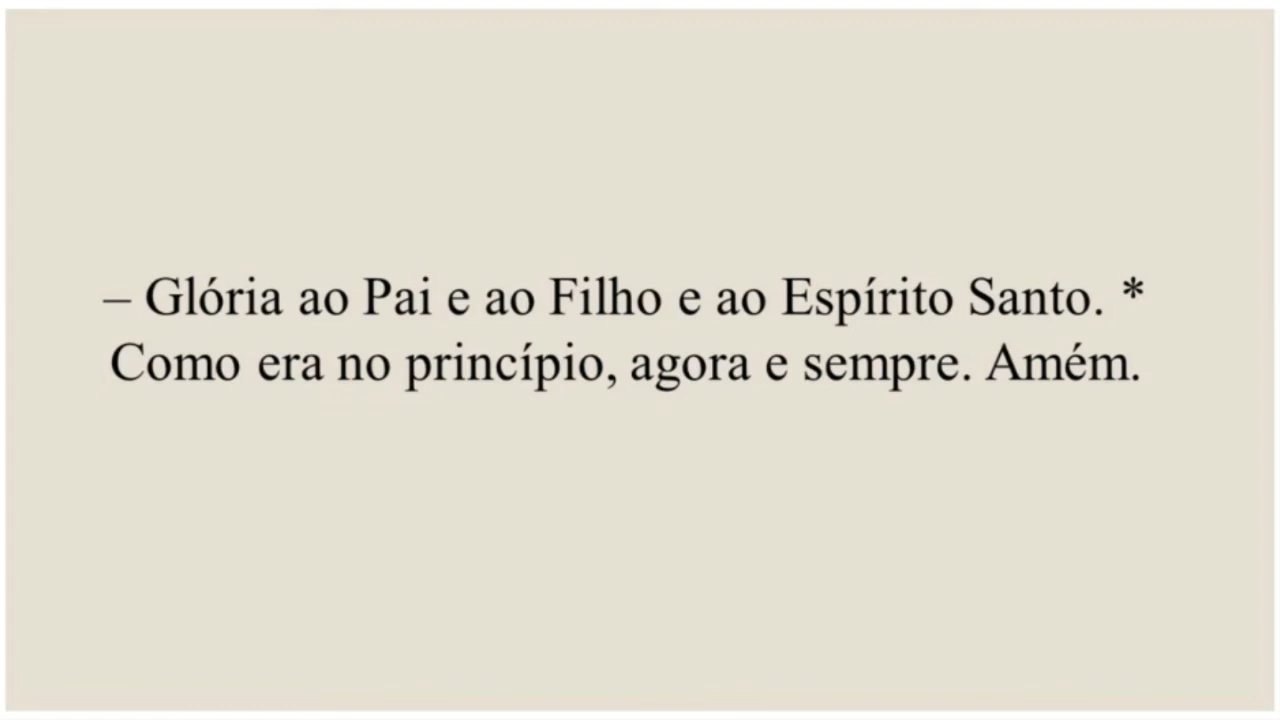 – Glória ao Pai e ao Filho e ao Espírito Santo. *
Como era no princípio, agora e sempre. Amém.